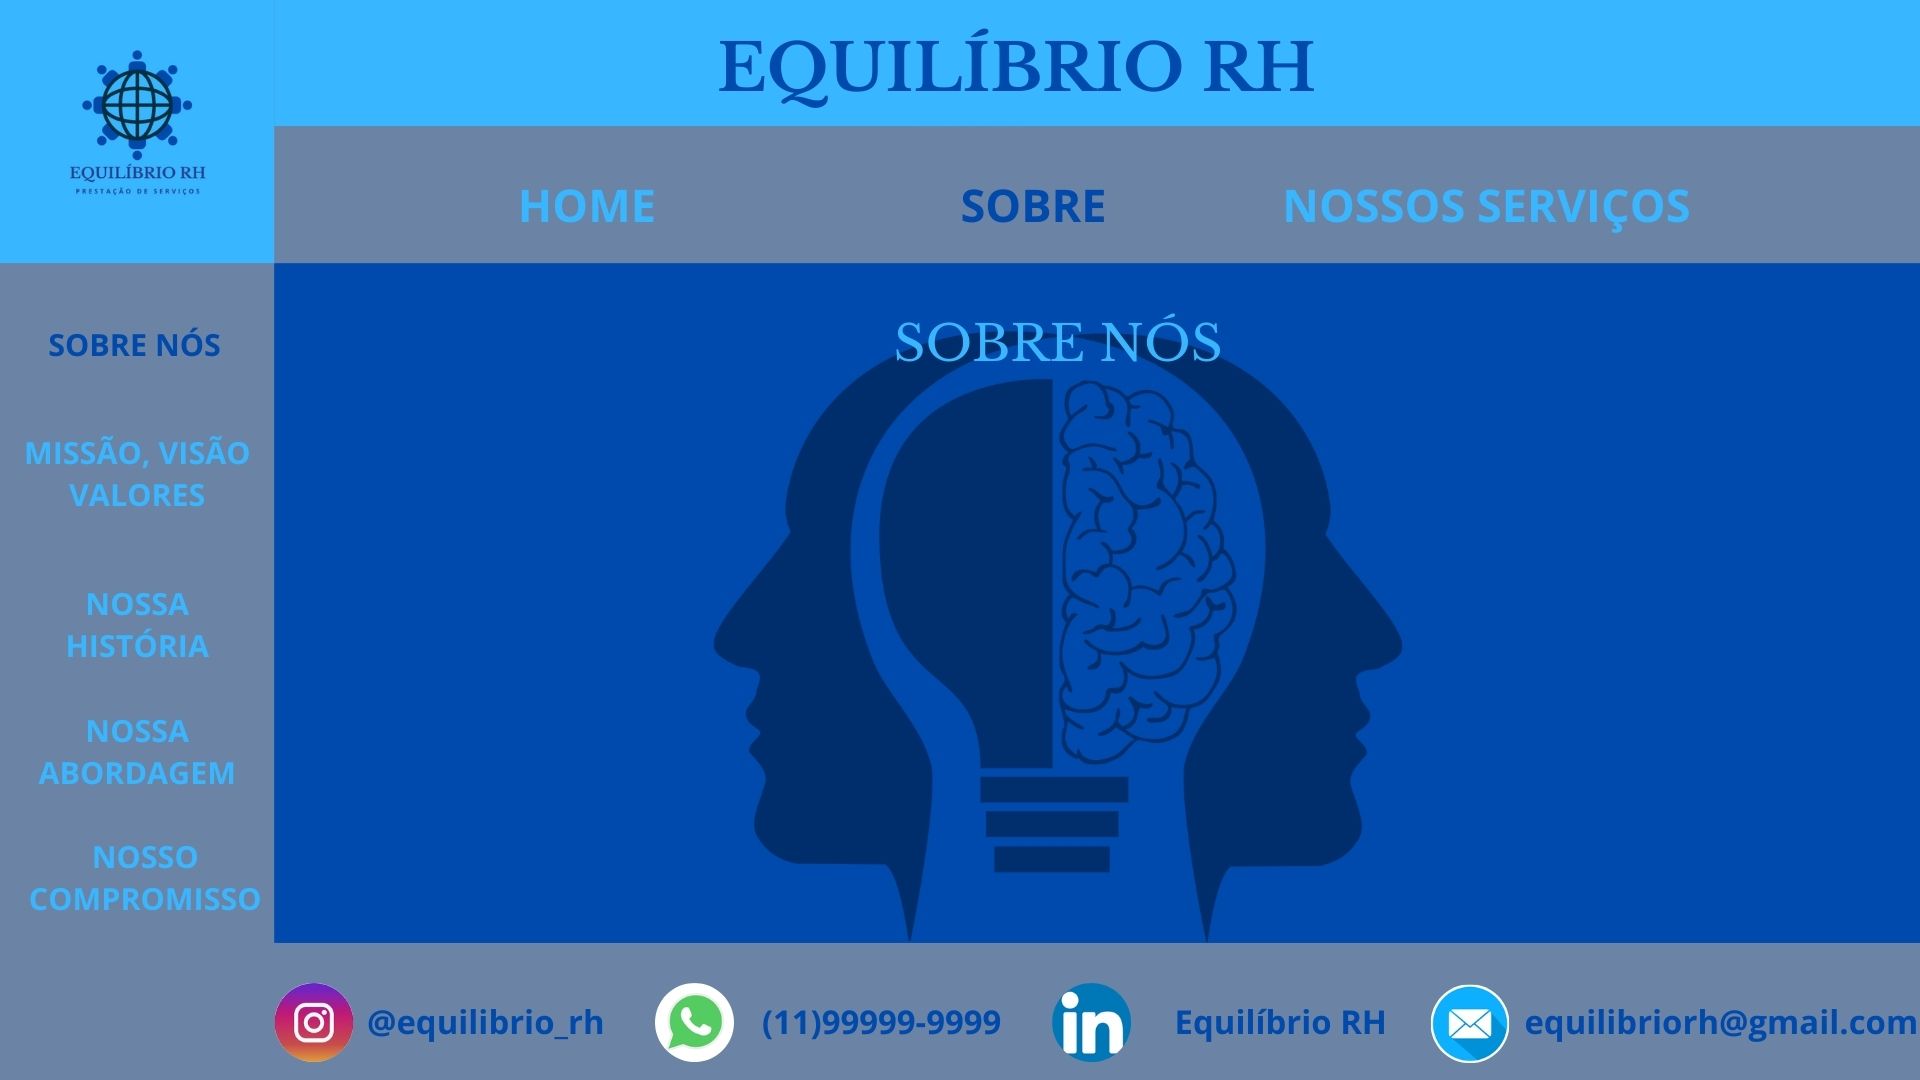 EQUILÍBRIO RH
EQUILÍBRIO RH
PRESTAÇÃO DE SERVIÇOS
HOME
SOBRE
NOSSOS SERVIÇOS
SOBRE NÓS
MISSÃO, VISÃO
VALORES
NOSSA
HISTÓRIA
NOSSA
ABORDAGEM
NOSSO
COMPROMISSO
SOBRE NÓS
@equilibrio_rh
(11)99999-9999
in
Equilíbrio RH
equilibriorh@gmail.com